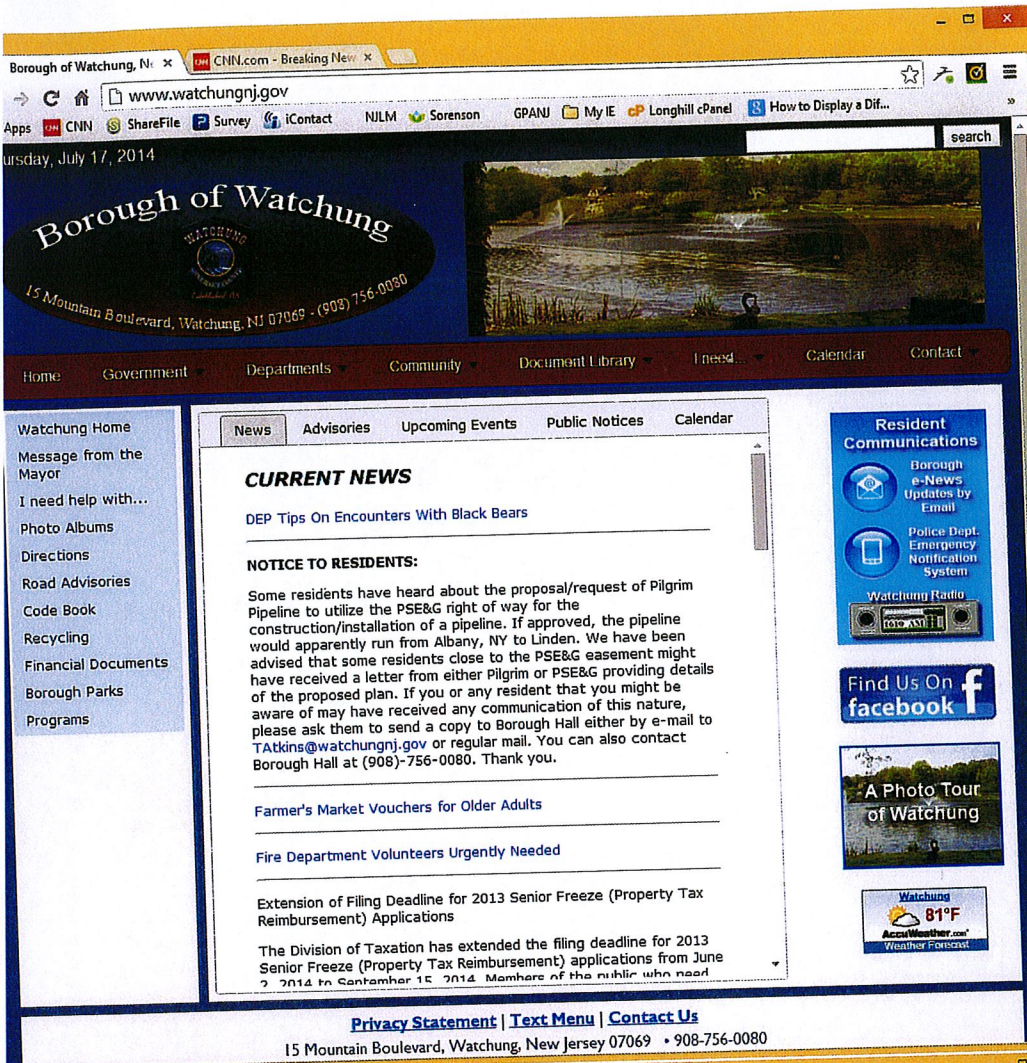 Borough of Watchung, N
CNN.com - Breaking New
www.watchungnj.gov
Apps CNN ShareFile Survey iContact NJLM Sorenson GPANJ My IE cP Longhill cPanel How to Display a Dif...
ursday, July 17, 2014
search
Borough of Watchung
WATCHUNG
15 Mountain Boulevard, Watchung, NJ 07069 - (908) 756-0080
Home Government Departments Community Document Library I need... Calendar Contact
Watchung Home
Message from the
Mayor
I need help with...
Photo Albums
Directions
Road Advisories
Code Book
Recycling
Financial Documents
Borough Parks
Programs
News Advisories Upcoming Events Public Notices Calendar
CURRENT NEWS
DEP Tips On Encounters With Black Bears
NOTICE TO RESIDENTS:
Some residents have heard about the proposal/request of Pilgrim
Pipeline to utilize the PSE&G right of way for the
construction/installation of a pipeline. If approved, the pipeline
would apparently run from Albany, NY to Linden. We have been
advised that some residents close to the PSE&G easement might
have received a letter from either Pilgrim or PSE&G providing details
of the proposed plan. If you or any resident that you might be
aware of may have received any communication of this nature,
please ask them to send a copy to Borough Hall either by e-mail to
TAtkins@watchungnj.gov or regular mail. You can also contact
Borough Hall at (908)-756-0080. Thank you.
Farmer's Market Vouchers for Older Adults
Fire Department Volunteers Urgently Needed
Extension of Filing Deadline for 2013 Senior Freeze (Property Tax
Reimbursement) Applications
The Division of Taxation has extended the filing deadline for 2013
Senior Freeze (Property Tax Reimbursement) applications from June
2, 2014 to September 15, 2014. Members of the public who need
Resident
Communications
Borough
e-News
Updates by
Email
Police Dept.
Emergency
Notification
System
Watchung Radio
Find Us On
facebook
A Photo Tour
of Watchung
Watchung
81°F
AccuWeather.com
Weather Forecast
Privacy Statement | Text Menu | Contact Us
15 Mountain Boulevard, Watchung, New Jersey 07069 • 908-756-0080